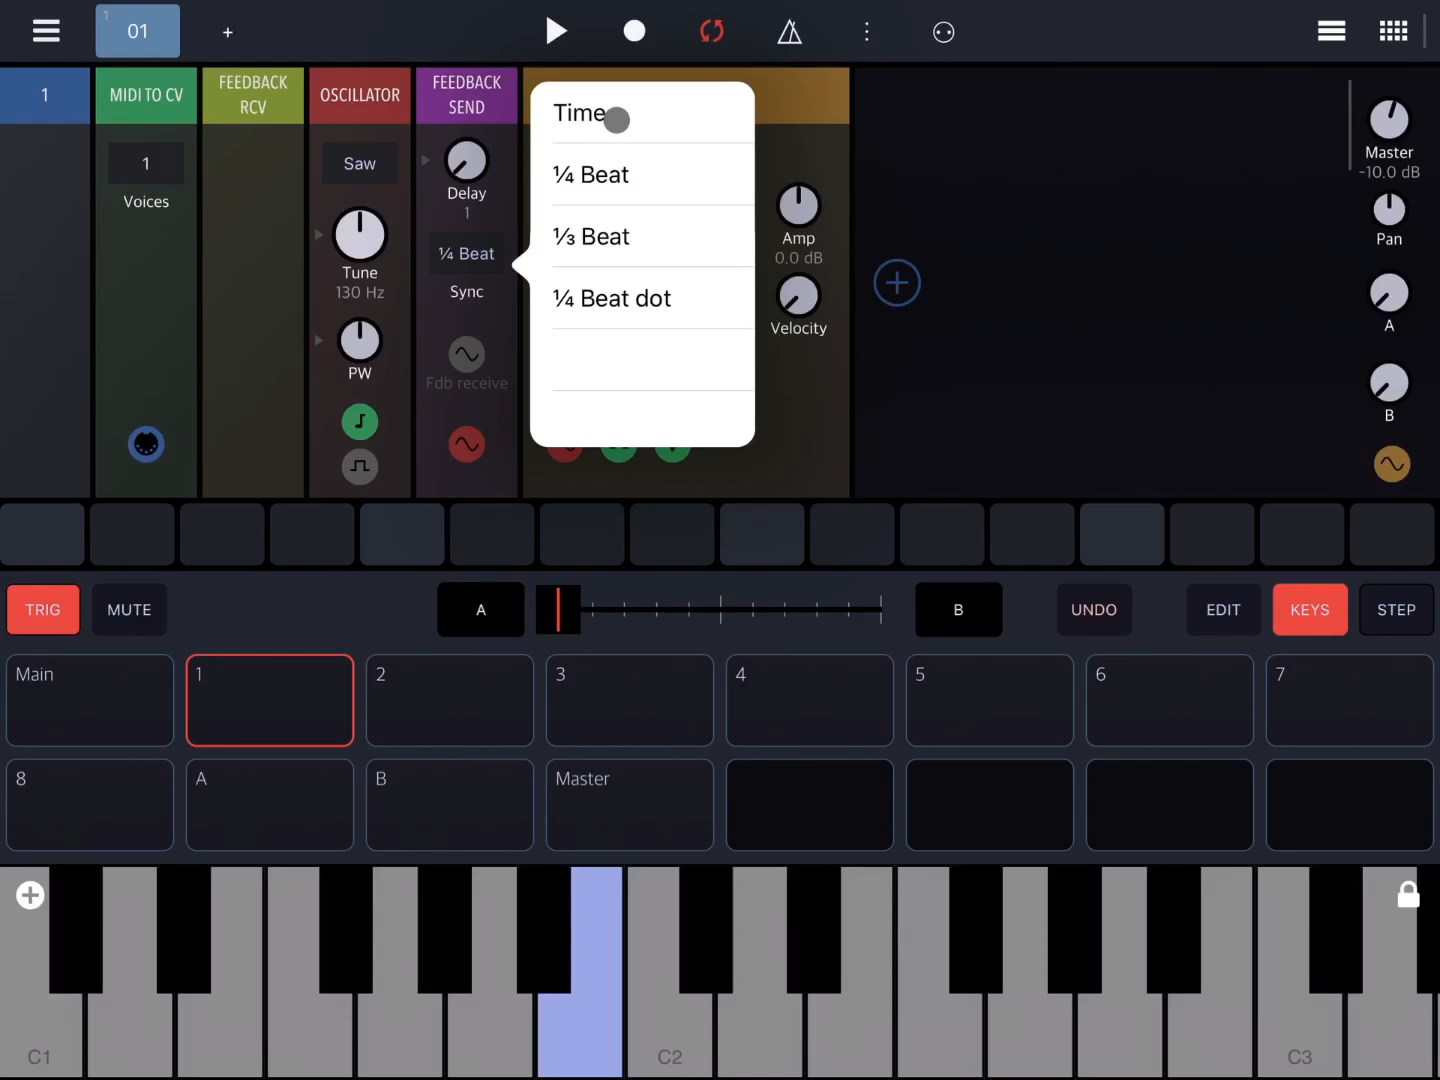 1
01
+
1
MIDI TO CV
FEEDBACK
RCV
OSCILLATOR
FEEDBACK
SEND
1
Voices
Saw
Tune
130 Hz
PW
Delay
1
¼ Beat
Sync
Fdb receive
Time
¼ Beat
⅓ Beat
¼ Beat dot
Amp
0.0 dB
Velocity
Master
-10.0 dB
Pan
A
B
TRIG
MUTE
A
B
UNDO
EDIT
KEYS
STEP
Main
1
2
3
4
5
6
7
8
A
B
Master
C1
C2
C3